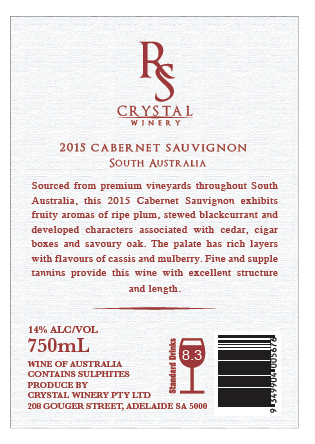 RS
CRYSTAL
WINERY
2015 CABERNET SAUVIGNON
SOUTH AUSTRALIA
Sourced from premium vineyards throughout South
Australia, this 2015 Cabernet Sauvignon exhibits
fruity aromas of ripe plum, stewed blackcurrant and
developed characters associated with cedar, cigar
boxes and savoury oak. The palate has rich layers
with flavours of cassis and mulberry. Fine and supple
tannins provide this wine with excellent structure
and length.
14% ALC/VOL
750mL
WINE OF AUSTRALIA
CONTAINS SULPHITES
PRODUCE BY
CRYSTAL WINERY PTY LTD
208 GOUGER STREET, ADELAIDE SA 5000
Standard Drinks
8.3
9349904005676